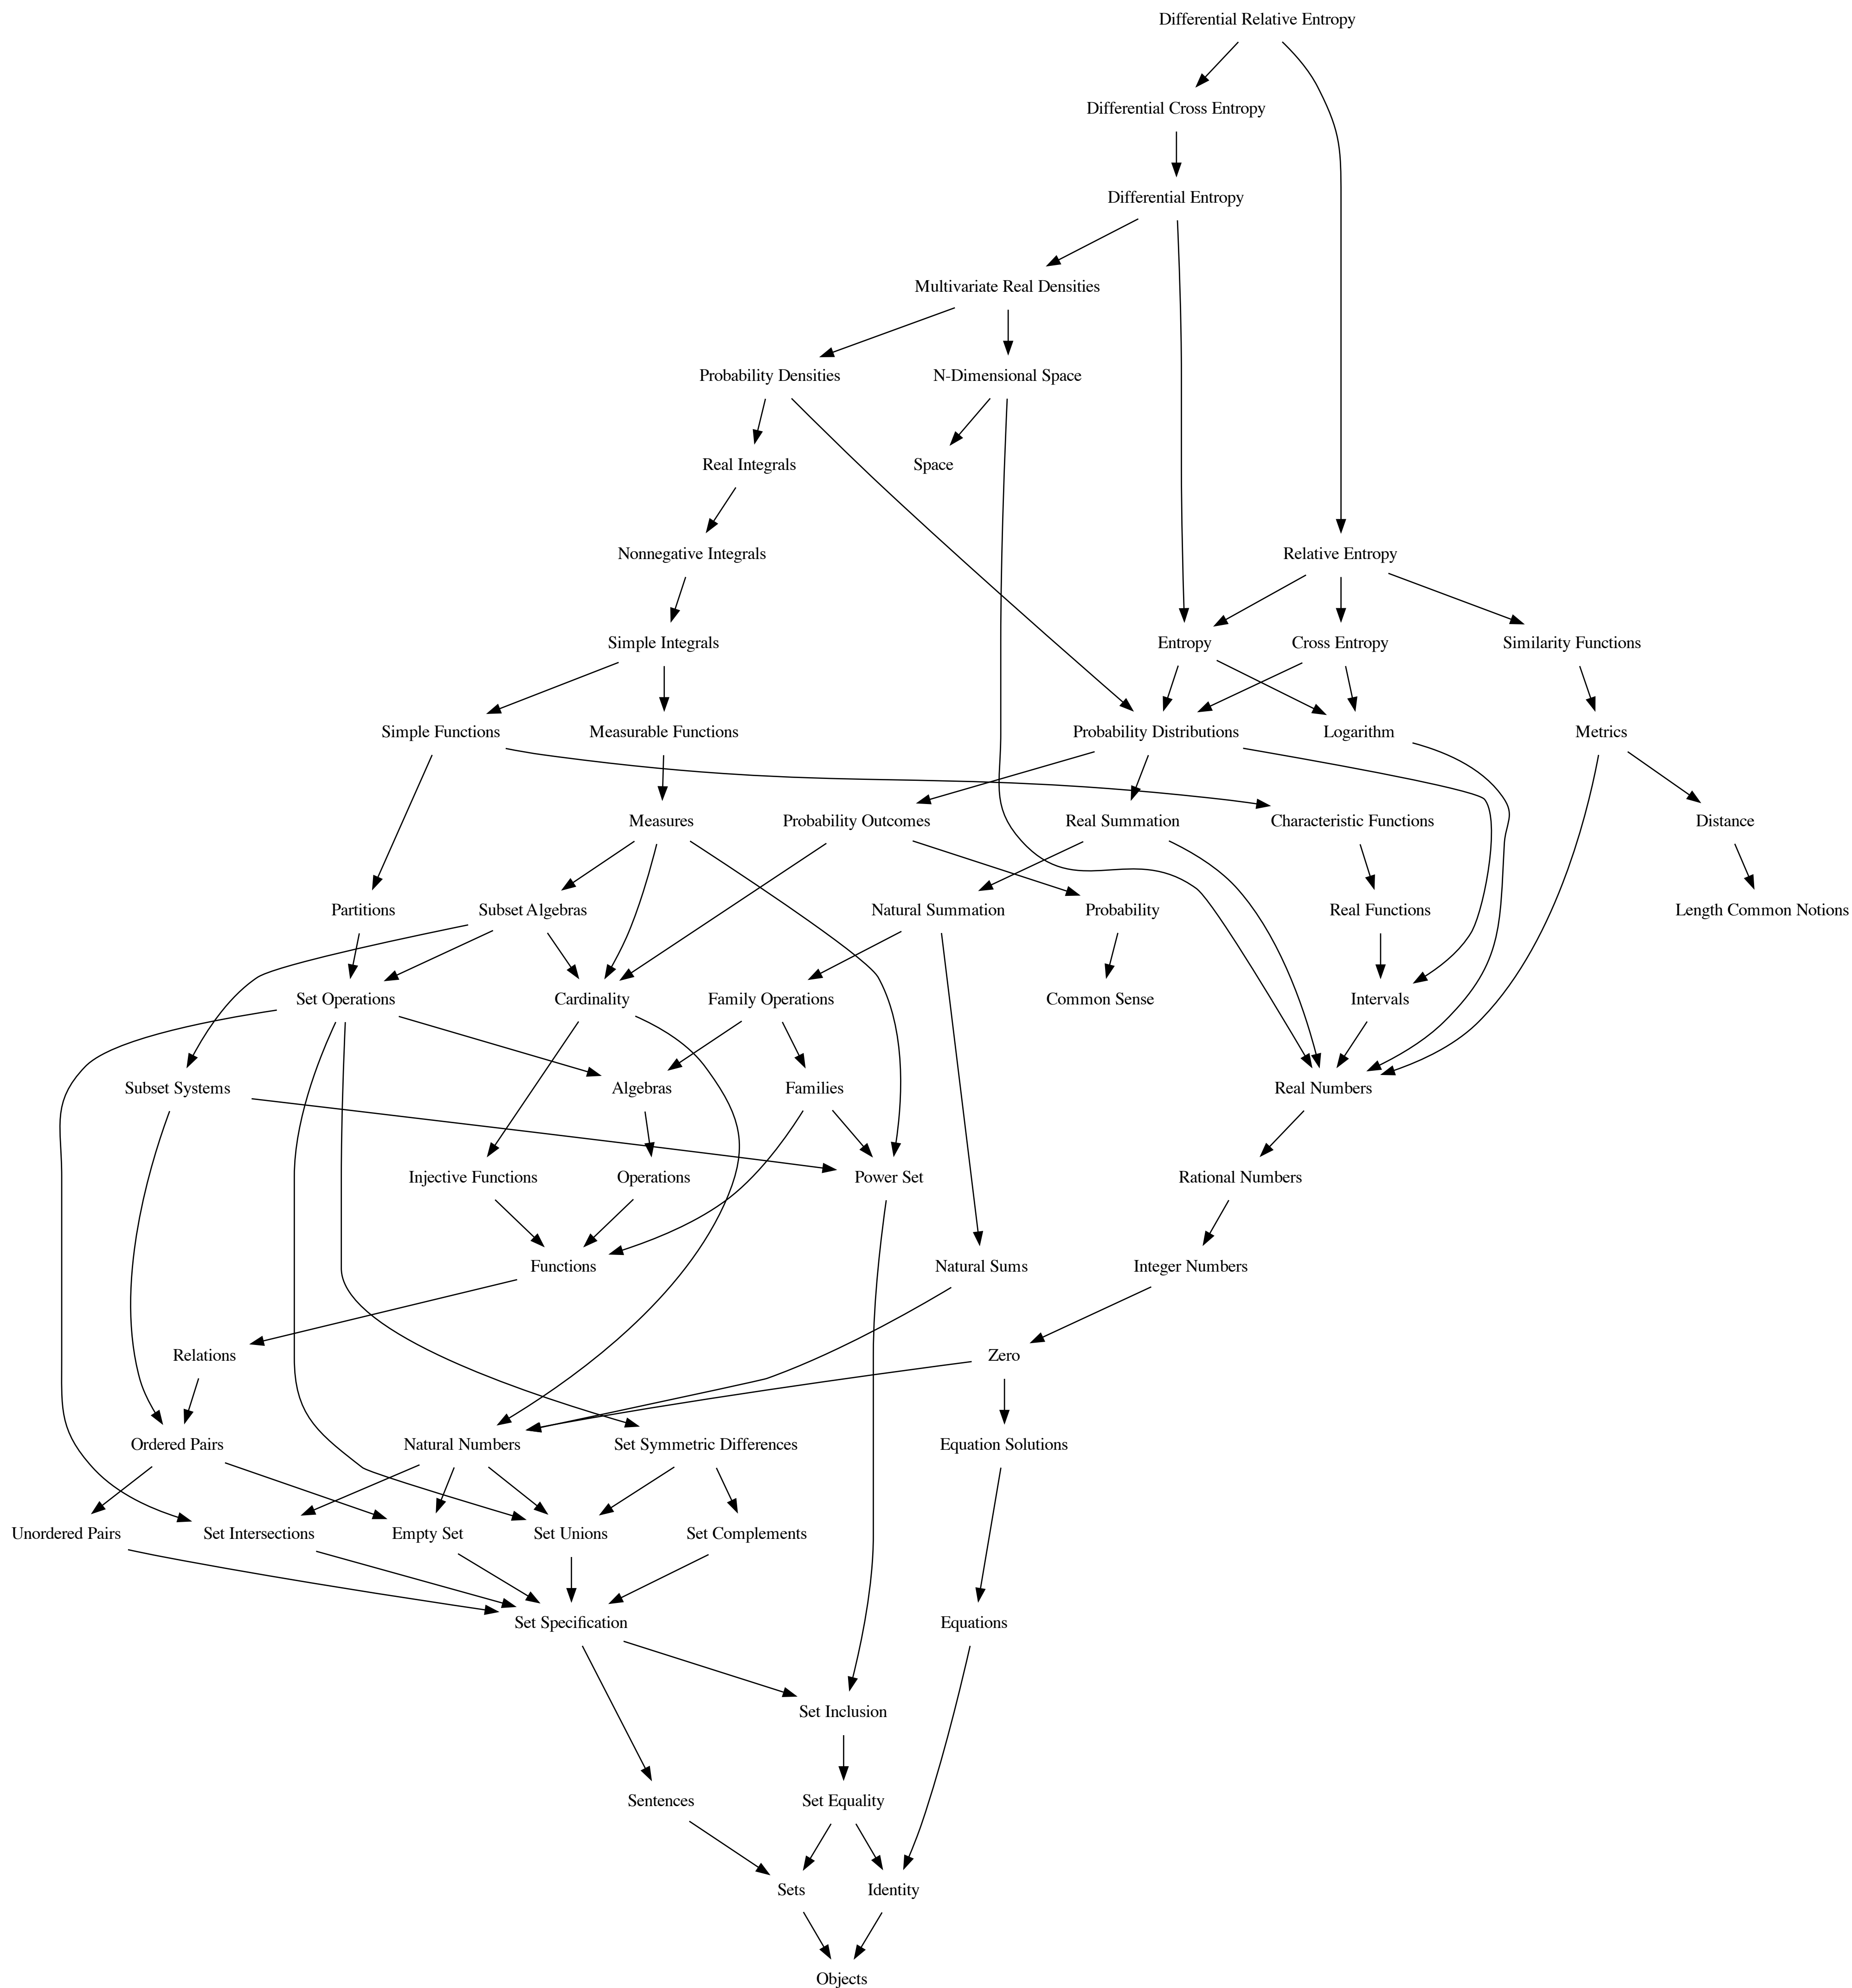 Differential Relative Entropy
Differential Cross Entropy
Differential Entropy
Multivariate Real Densities
Probability Densities
N-Dimensional Space
Real Integrals
Space
Nonnegative Integrals
Relative Entropy
Simple Integrals
Entropy
Cross Entropy
Similarity Functions
Simple Functions
Measurable Functions
Probability Distributions
Logarithm
Metrics
Measures
Probability Outcomes
Real Summation
Characteristic Functions
Distance
Partitions
Subset Algebras
Natural Summation
Probability
Real Functions
Length Common Notions
Set Operations
Cardinality
Family Operations
Common Sense
Intervals
Subset Systems
Algebras
Families
Real Numbers
Injective Functions
Operations
Power Set
Rational Numbers
Functions
Natural Sums
Integer Numbers
Relations
Zero
Ordered Pairs
Natural Numbers
Set Symmetric Differences
Equation Solutions
Unordered Pairs
Set Intersections
Empty Set
Set Unions
Set Complements
Set Specification
Equations
Set Inclusion
Sentences
Set Equality
Sets
Identity
Objects